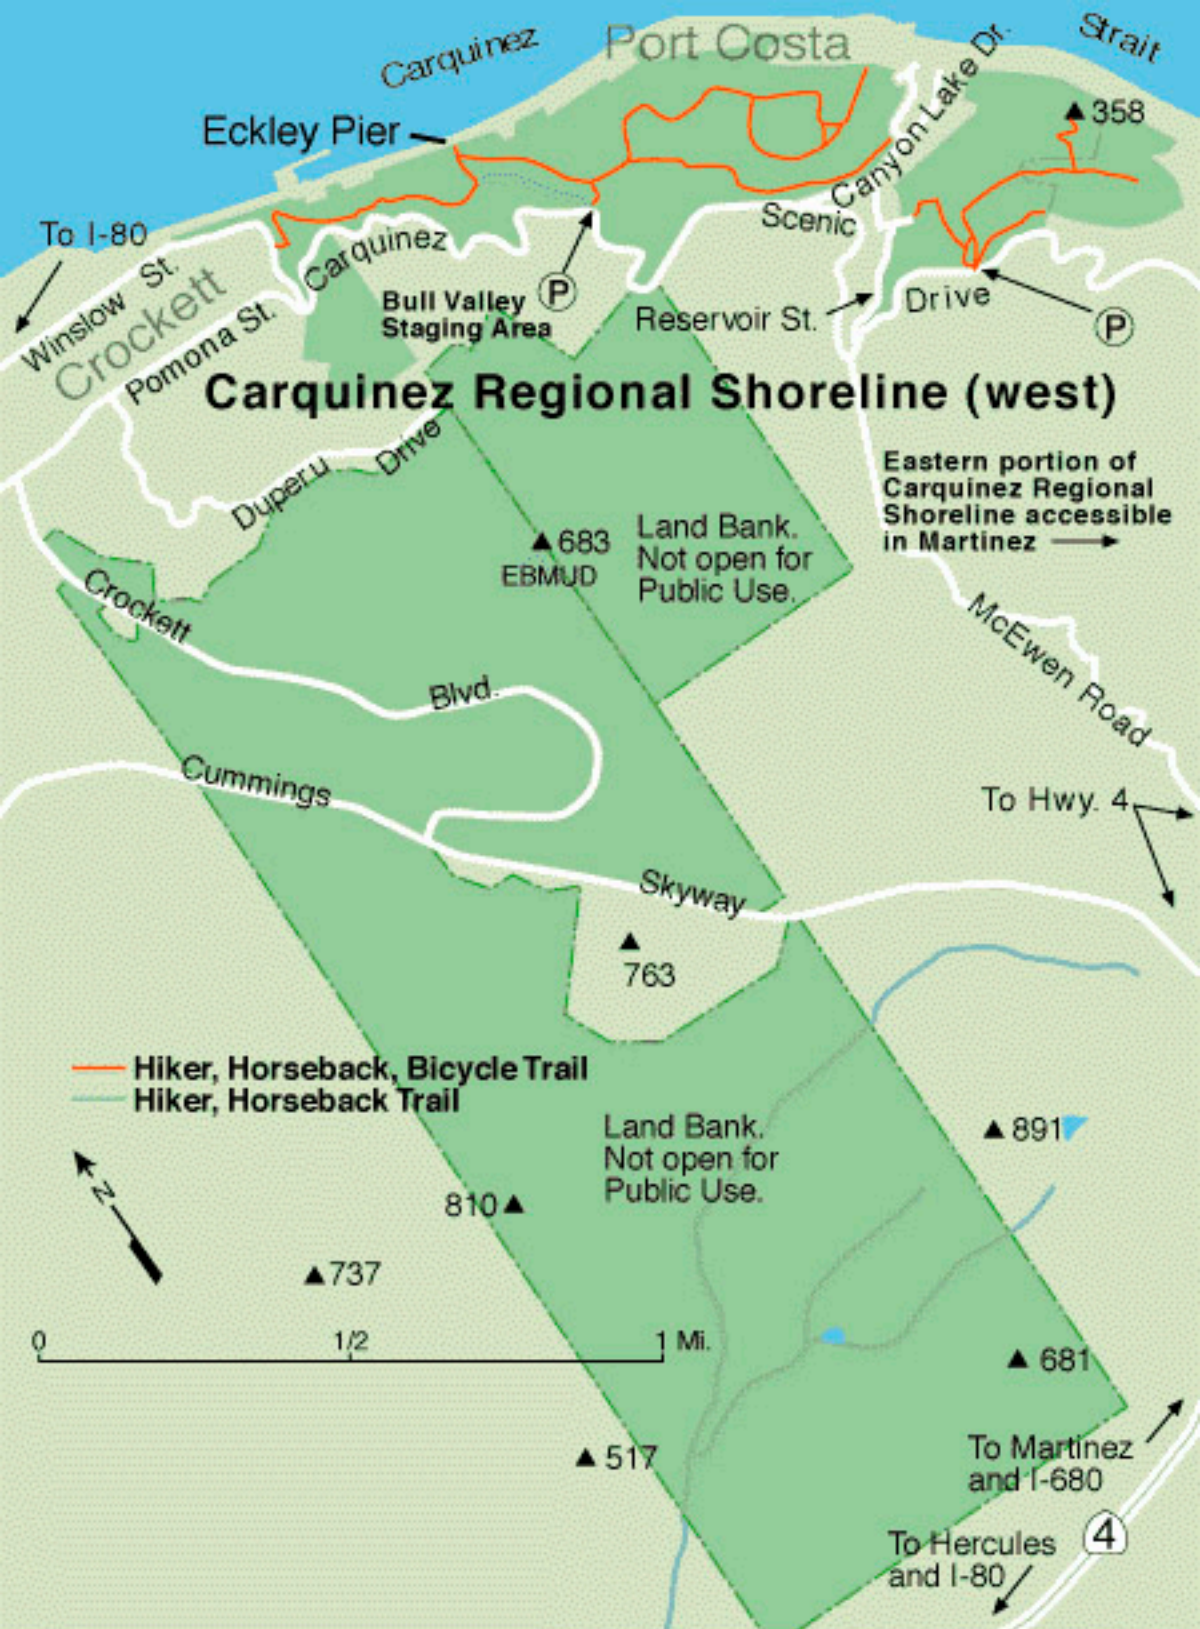 Port Costa
Carquinez
Strait
Eckley Pier
Canyon Lake Dr.
358
To I-80
Winslow St.
Crockett
Pomona St.
Carquinez
Scenic
Drive
Bull Valley
Staging Area
P
Reservoir St.
P
Carquinez Regional Shoreline (west)
Duperu Drive
Eastern portion of
Carquinez Regional
Shoreline accessible
in Martinez
683
EBMUD
Land Bank.
Not open for
Public Use.
Crockett
Blvd.
McEwen Road
Cummings
Skyway
To Hwy. 4
763
Hiker, Horseback, Bicycle Trail
Hiker, Horseback Trail
Land Bank.
Not open for
Public Use.
891
N
810
737
0 1/2 1 Mi.
681
517
To Martinez
and I-680
4
To Hercules
and I-80